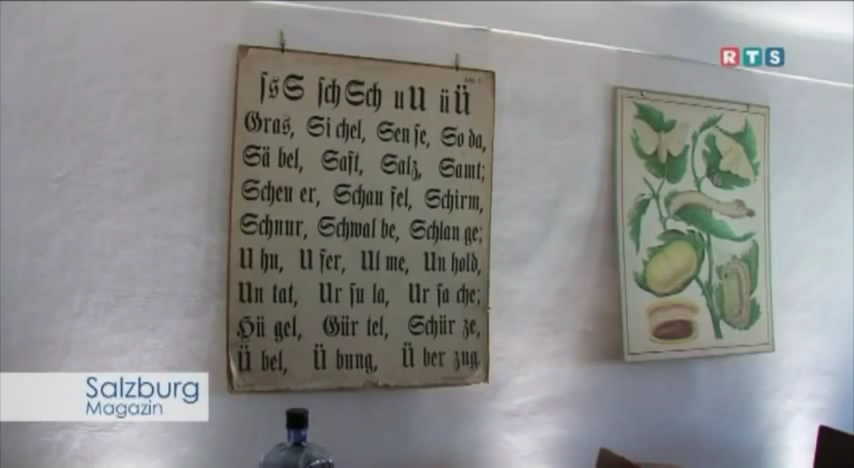 RTS
ſsS ſchSch uU üÜ
Gras, Si chel, Sen ſe, So da,
Sä bel, Saft, Salz, Samt;
Scheu er, Schau fel, Schirm,
Schnur, Schwal be, Schlan ge;
U hu, U fer, Ul me, Un hold,
Un tat, Ur ſu la, Ur ſa che;
Hü gel, Gür tel, Schür ze,
Ü bel, Ü bung, Ü ber zug.
Salzburg
Magazin